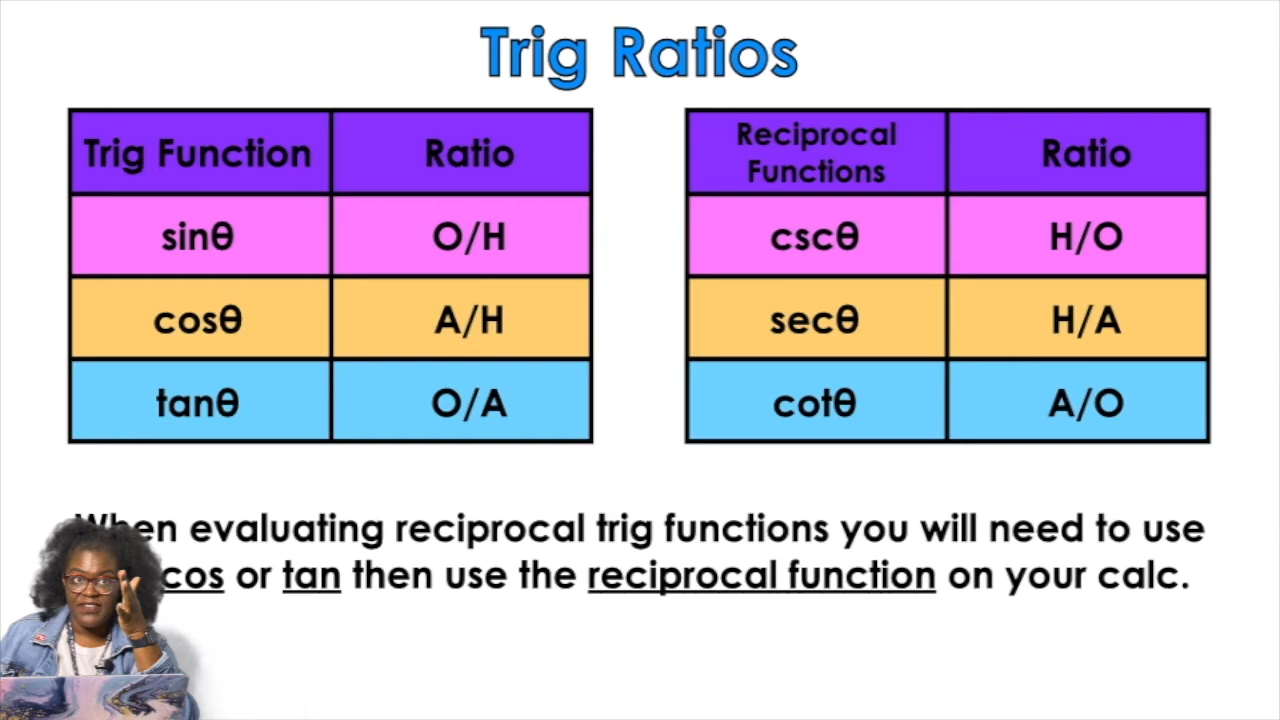 Trig Ratios
Trig Function Ratio
sinθ O/H
cosθ A/H
tanθ O/A
Reciprocal Functions Ratio
cscθ H/O
secθ H/A
cotθ A/O
When evaluating reciprocal trig functions you will need to use
cos or tan then use the reciprocal function on your calc.